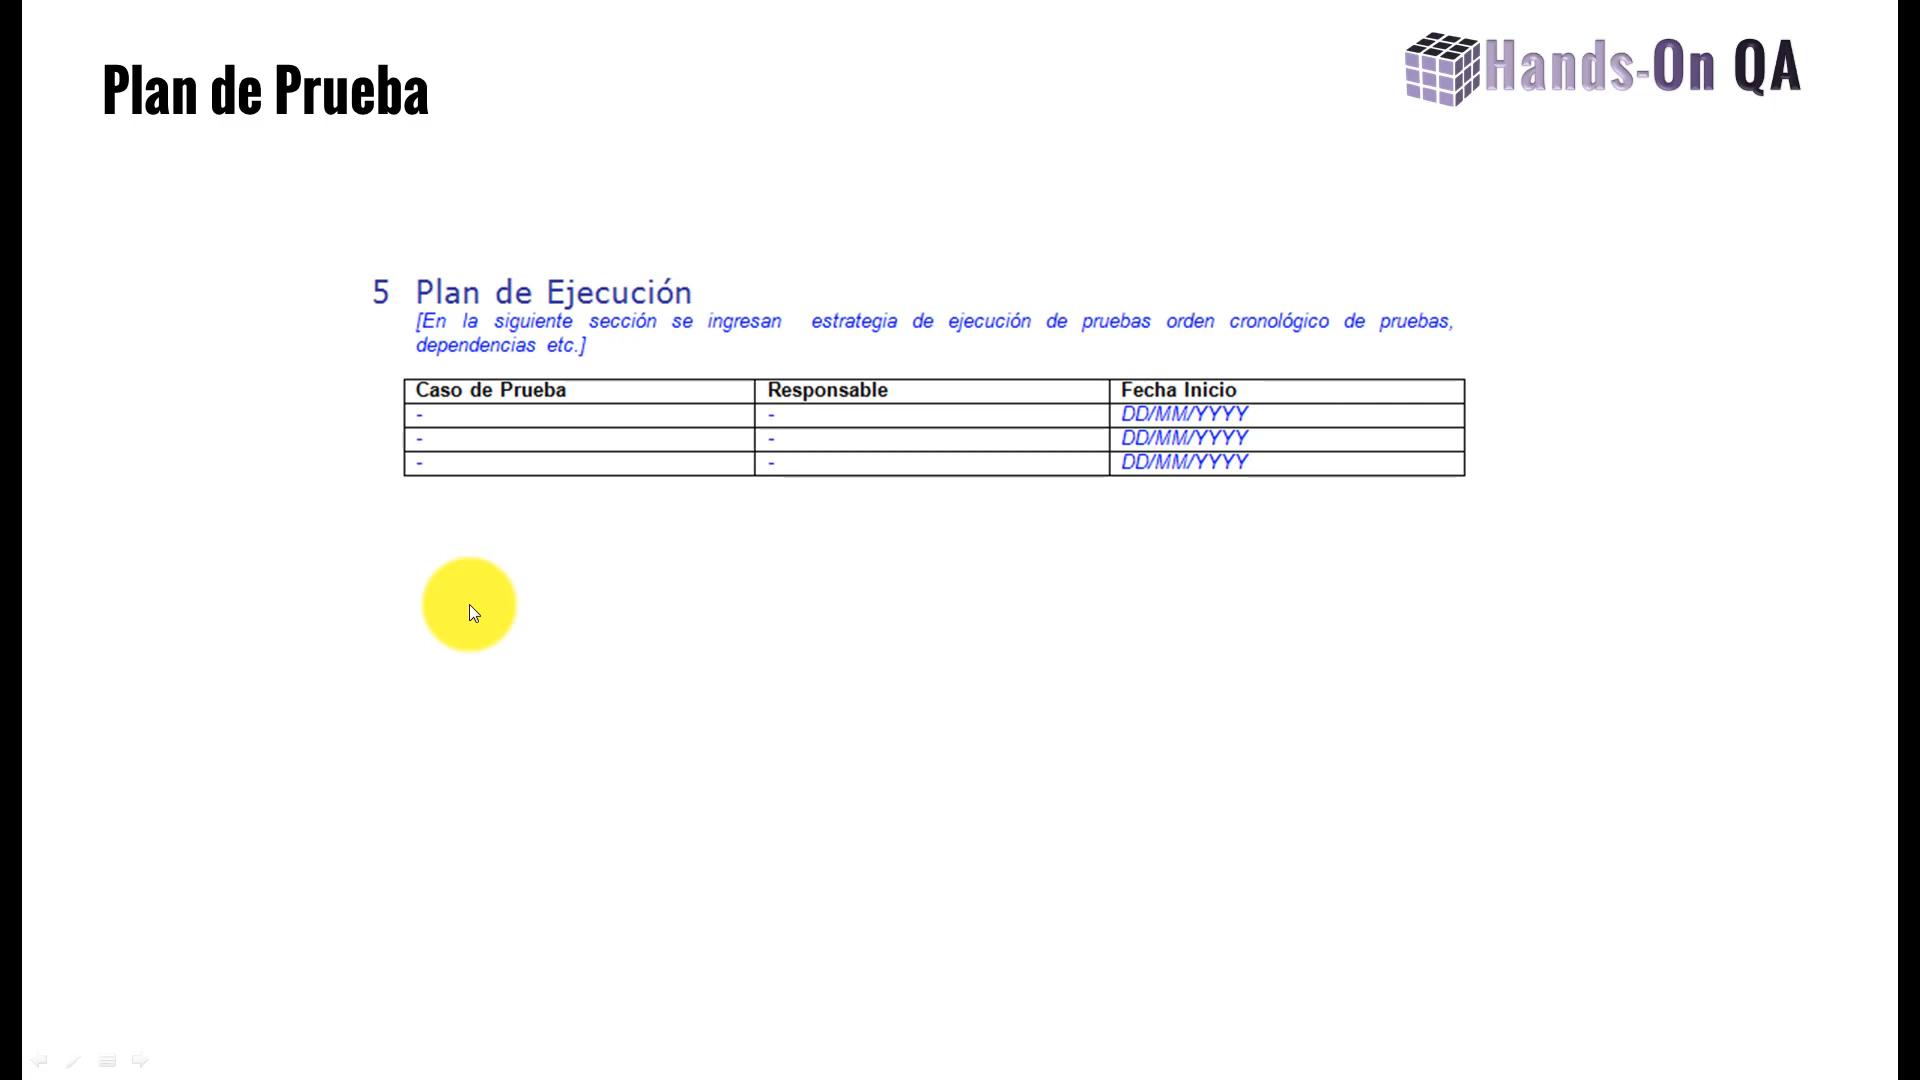 Plan de Prueba
Hands-On QA
5 Plan de Ejecución
[En la siguiente sección se ingresan estrategia de ejecución de pruebas orden cronológico de pruebas,
dependencias etc.]
Caso de Prueba Responsable Fecha Inicio
- - DD/MM/YYYY
- - DD/MM/YYYY
- - DD/MM/YYYY